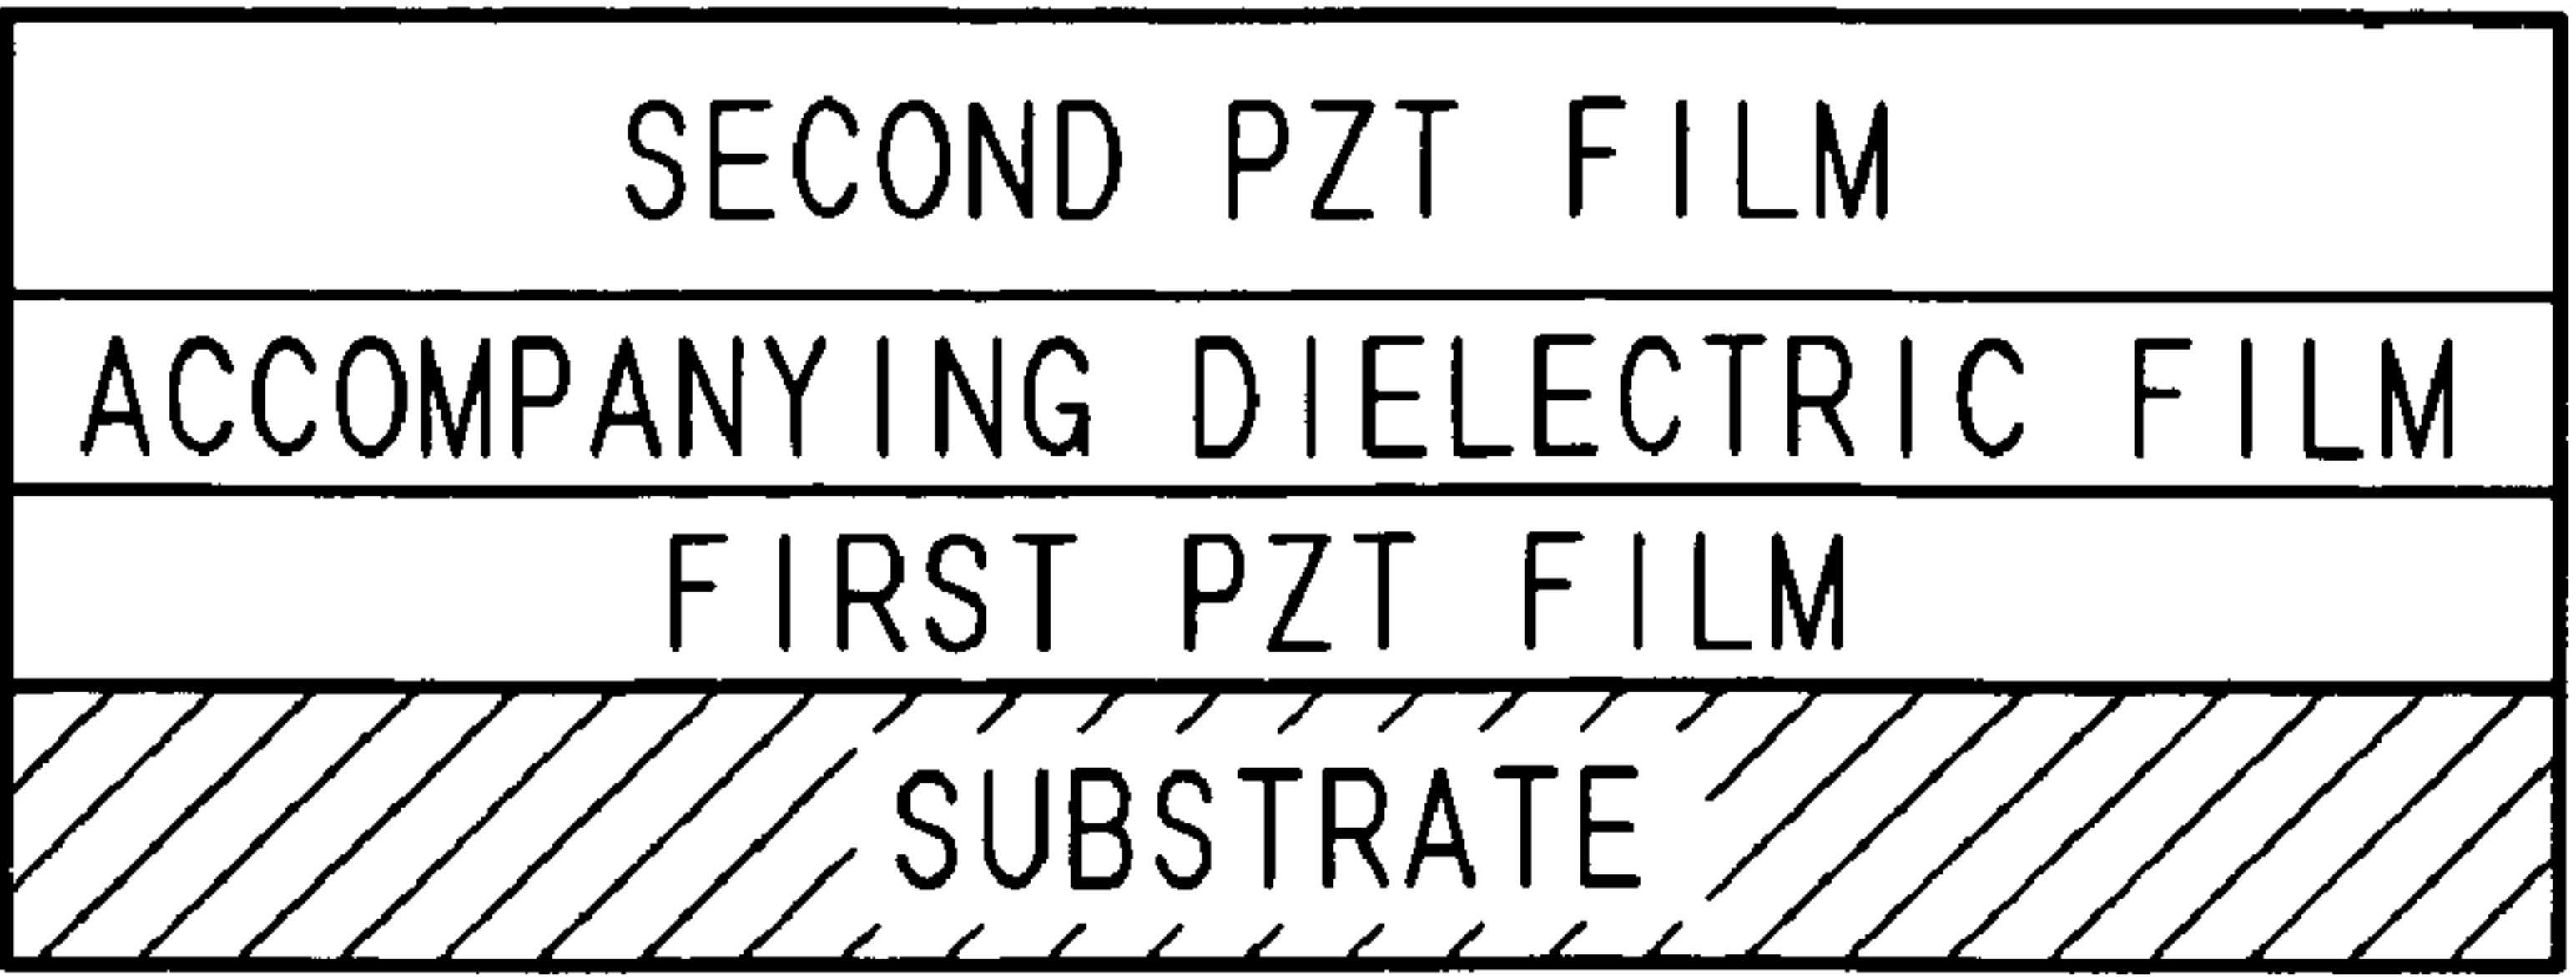 SECOND PZT FILM
ACCOMPANYING DIELECTRIC FILM
FIRST PZT FILM
SUBSTRATE